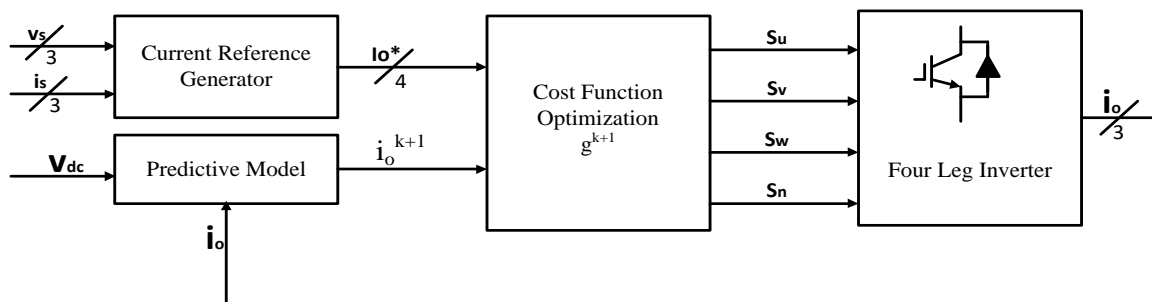 vs
3
is
3
Current Reference
Generator
Io*
4
Vdc
Predictive Model
io k+1
io
Cost Function
Optimization
g k+1
Su
Sv
Sw
Sn
Four Leg Inverter
io
3